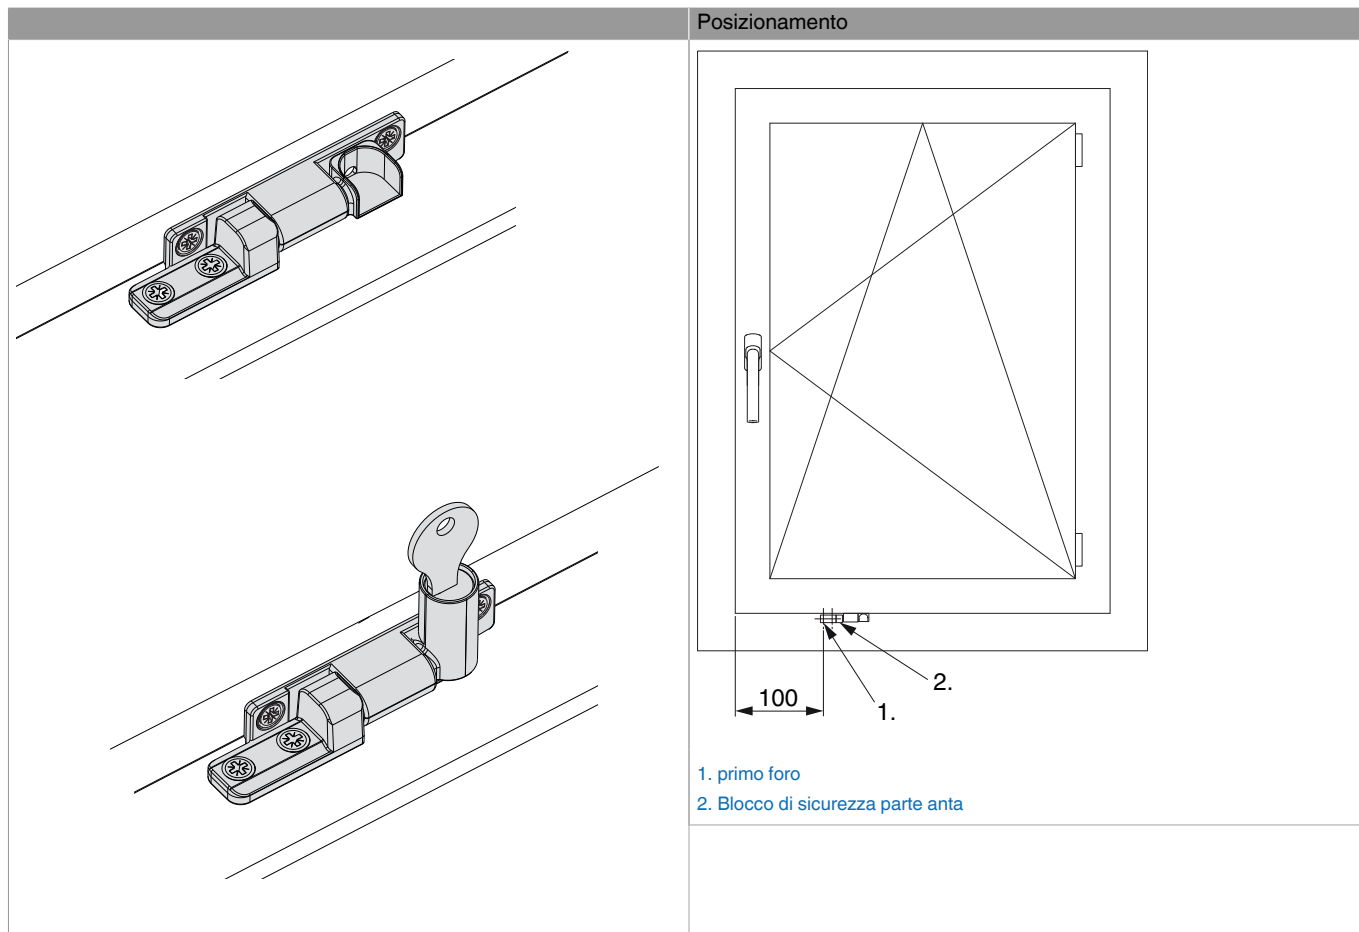 Posizionamento
2.
100
1.
1. primo foro
2. Blocco di sicurezza parte anta